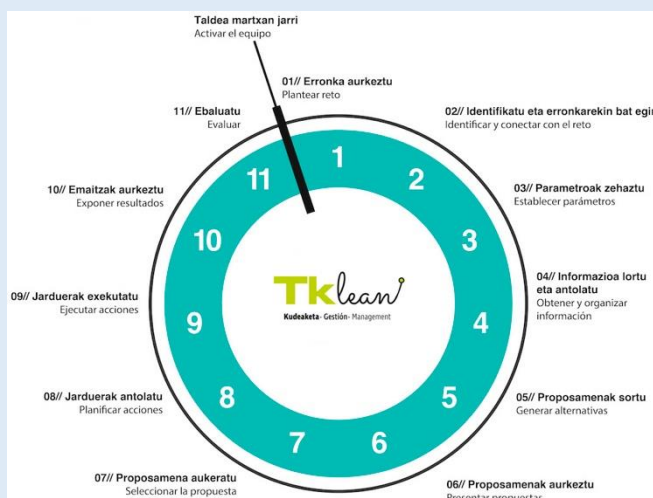 Taldea martxan jarri
Activar el equipo
01// Erronka aurkeztu
Plantear reto
02// Identifikatu eta erronkarekin bat egin
Identificar y conectar con el reto
03// Parametroak zehaztu
Establecer parámetros
04// Informazioa lortu
eta antolatu
Obtener y organizar
información
05// Proposamenak sortu
Generar alternativas
06// Proposamenak aurkeztu
Presentar propuestas
07// Proposamena aukeratu
Seleccionar la propuesta
08// Jarduerak antolatu
Planificar acciones
09// Jarduerak exekutatu
Ejecutar acciones
10// Emaitzak aurkeztu
Exponer resultados
11// Ebaluatu
Evaluar
1
2
3
4
5
6
7
8
9
10
11
Tklean
Kudeaketa - Gestión - Management